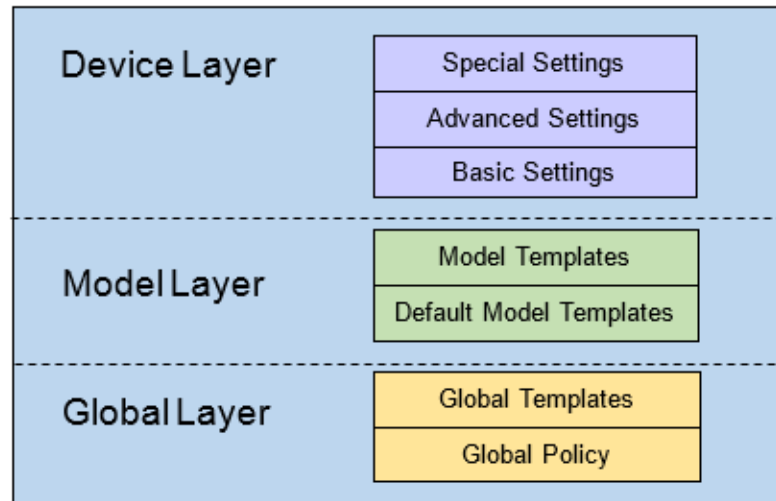 Device Layer
Special Settings
Advanced Settings
Basic Settings
Model Layer
Model Templates
Default Model Templates
Global Layer
Global Templates
Global Policy